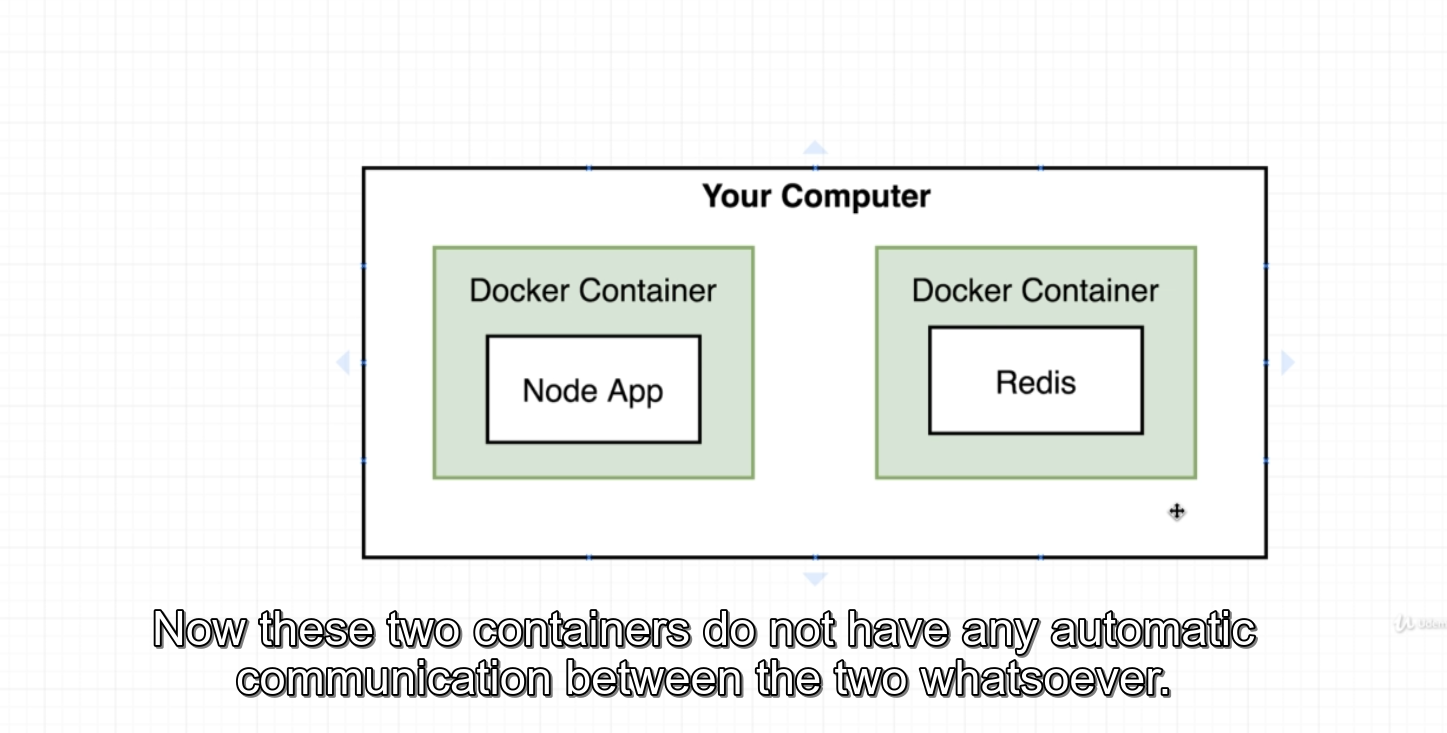 Your Computer
Docker Container
Docker Container
Node App
Redis
Now these two containers do not have any automatic
communication between the two whatsoever.